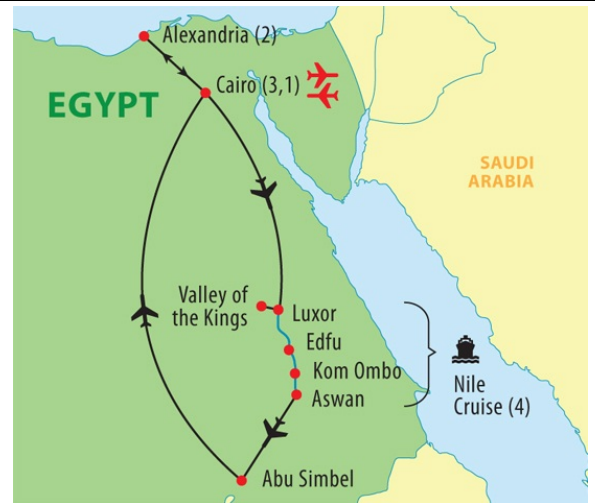 Alexandria (2)
Cairo (3,1)
EGYPT
SAUDI
ARABIA
Valley of
the Kings
Luxor
Edfu
Kom Ombo
Aswan
Nile
Cruise (4)
Abu Simbel